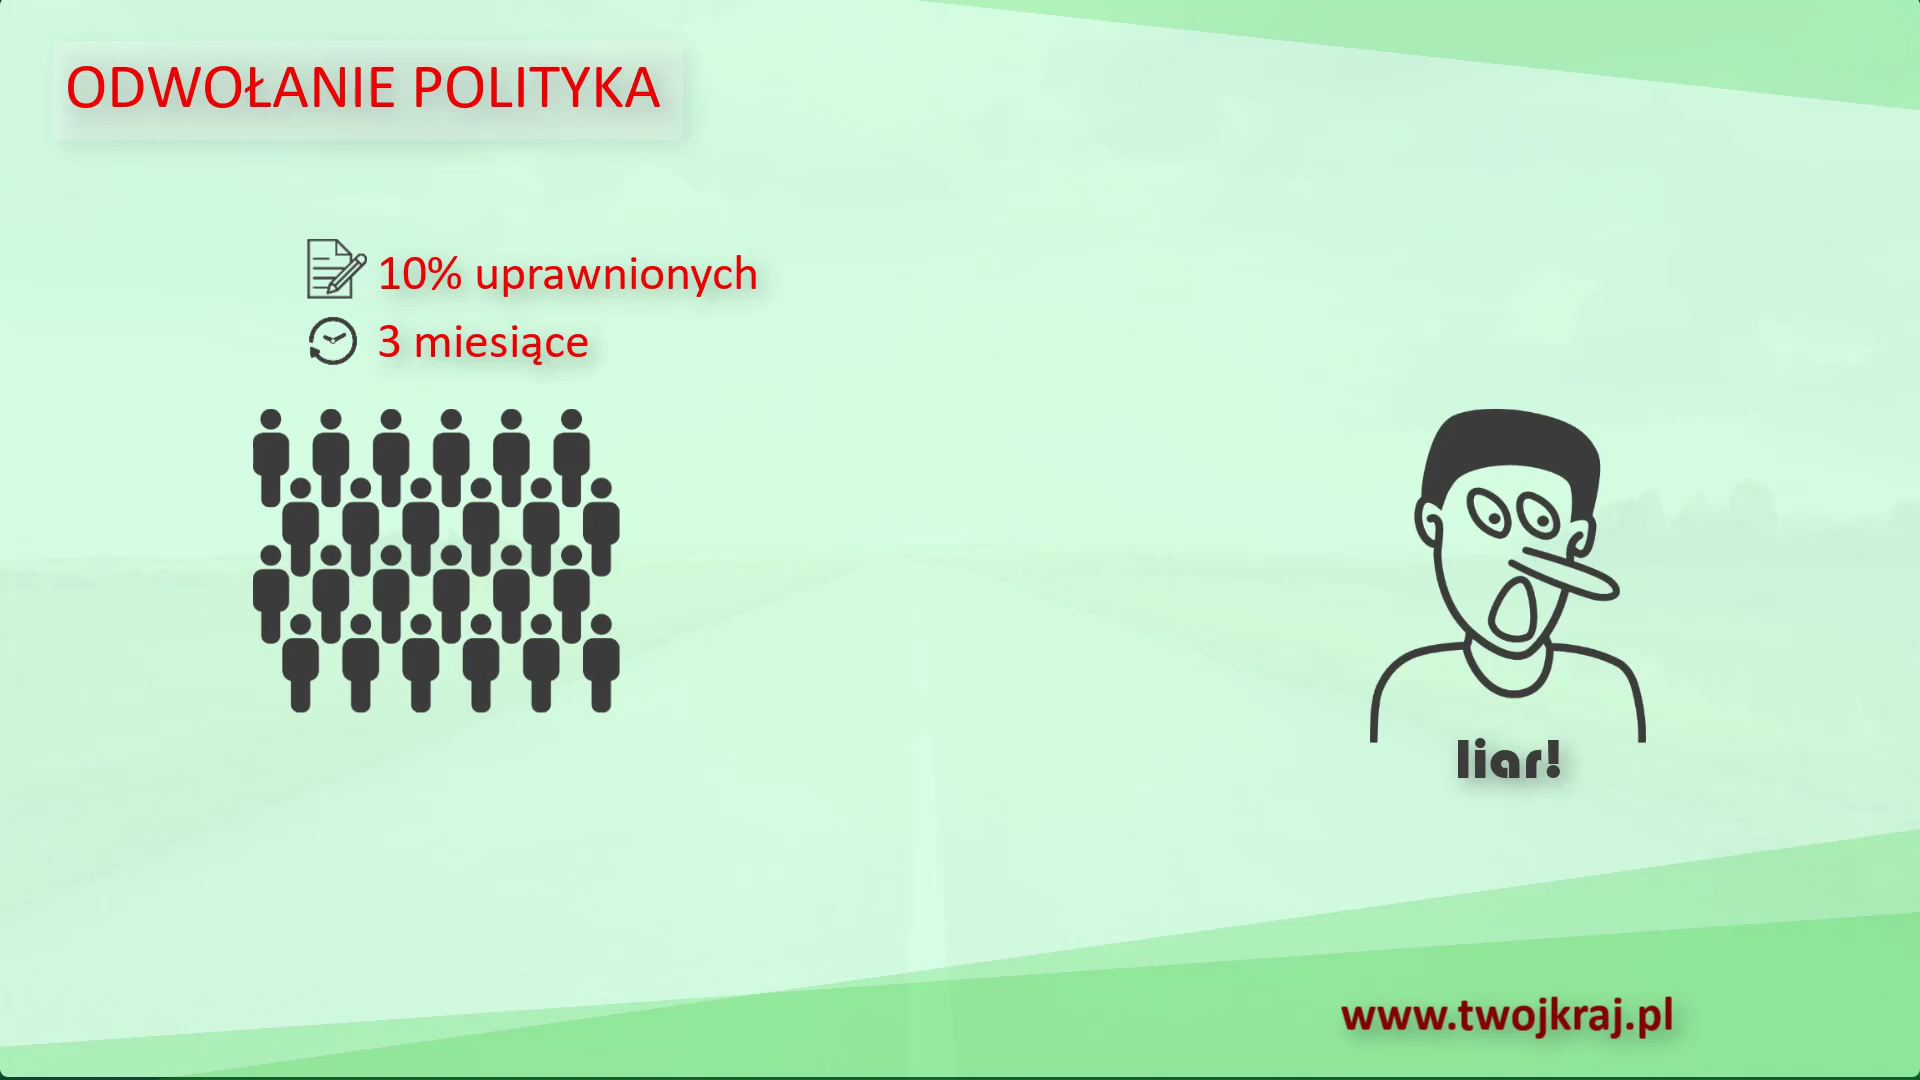 ODWOŁANIE POLITYKA
10% uprawnionych
3 miesiące
liar!
www.twojkraj.pl